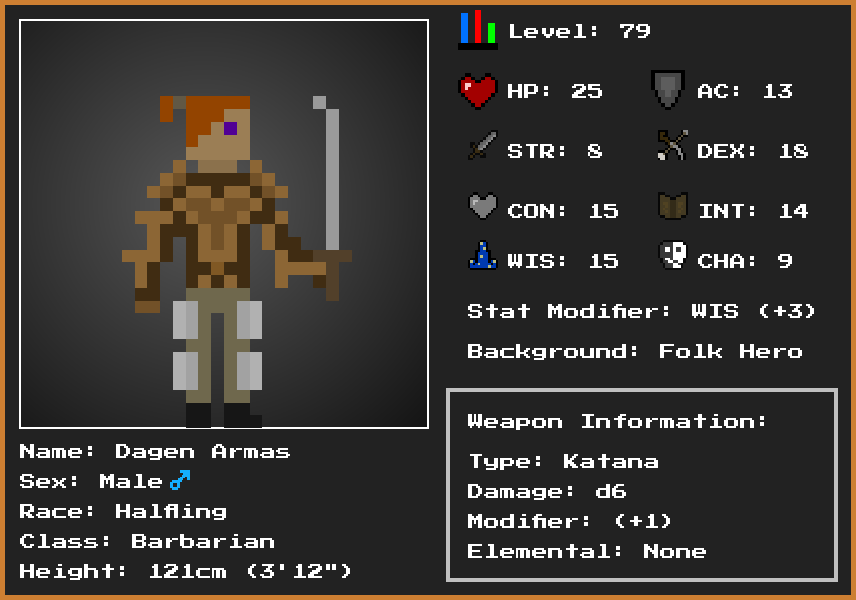 Level: 79
HP: 25
AC: 13
STR: 8
DEX: 18
CON: 15
INT: 14
WIS: 15
CHA: 9
Stat Modifier: WIS (+3)
Background: Folk Hero
Weapon Information:
Type: Katana
Damage: d6
Modifier: (+1)
Elemental: None
Name: Dagen Armas
Sex: Male♂
Race: Halfling
Class: Barbarian
Height: 121cm (3'12")